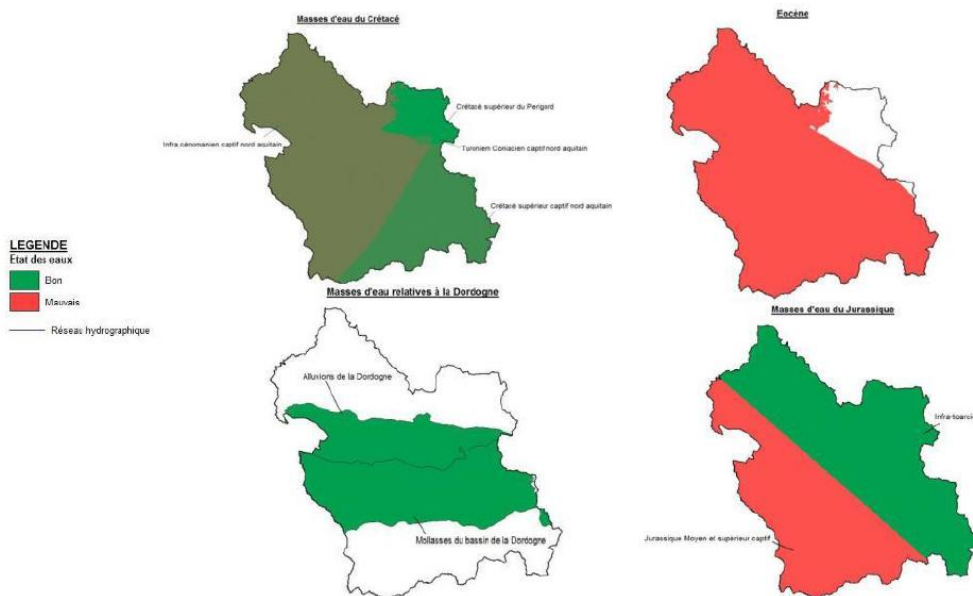 Masses d'eau du Crétacé
Crétacé supérieur du Perigord
Infra cénomanien captif nord aquitain
Turonien Coniacien captif nord aquitain
Crétacé supérieur captif nord aquitain
Eocène
LEGENDE
Etat des eaux
Bon
Mauvais
Réseau hydrographique
Masses d'eau relatives à la Dordogne
Alluvions de la Dordogne
Mollasses du bassin de la Dordogne
Masses d'eau du Jurassique
Infra-toarcie
Jurassique Moyen et supérieur captif